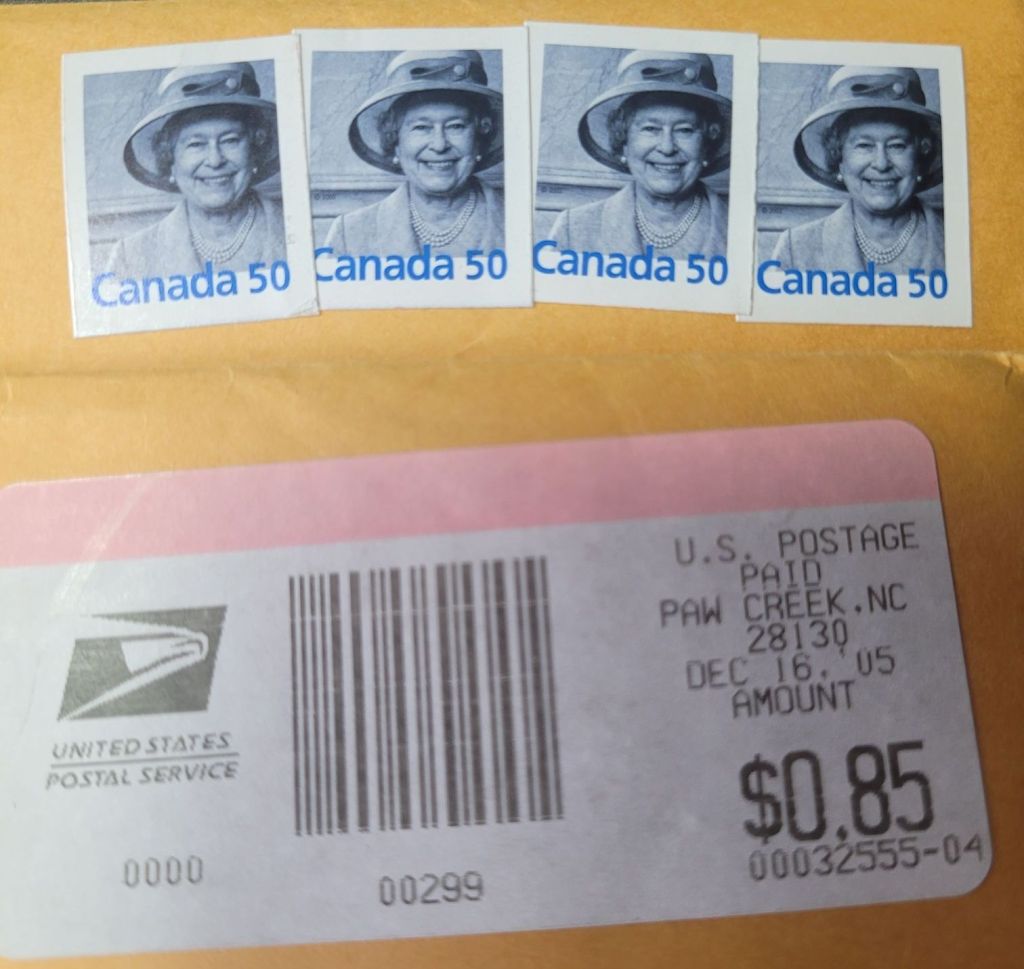 Canada 50
Canada 50
Canada 50
Canada 50
U.S. POSTAGE
PAID
PAW CREEK.NC
28130
DEC 16, '05
AMOUNT
$0.85
00032555-04
UNITED STATES
POSTAL SERVICE
0000
00299